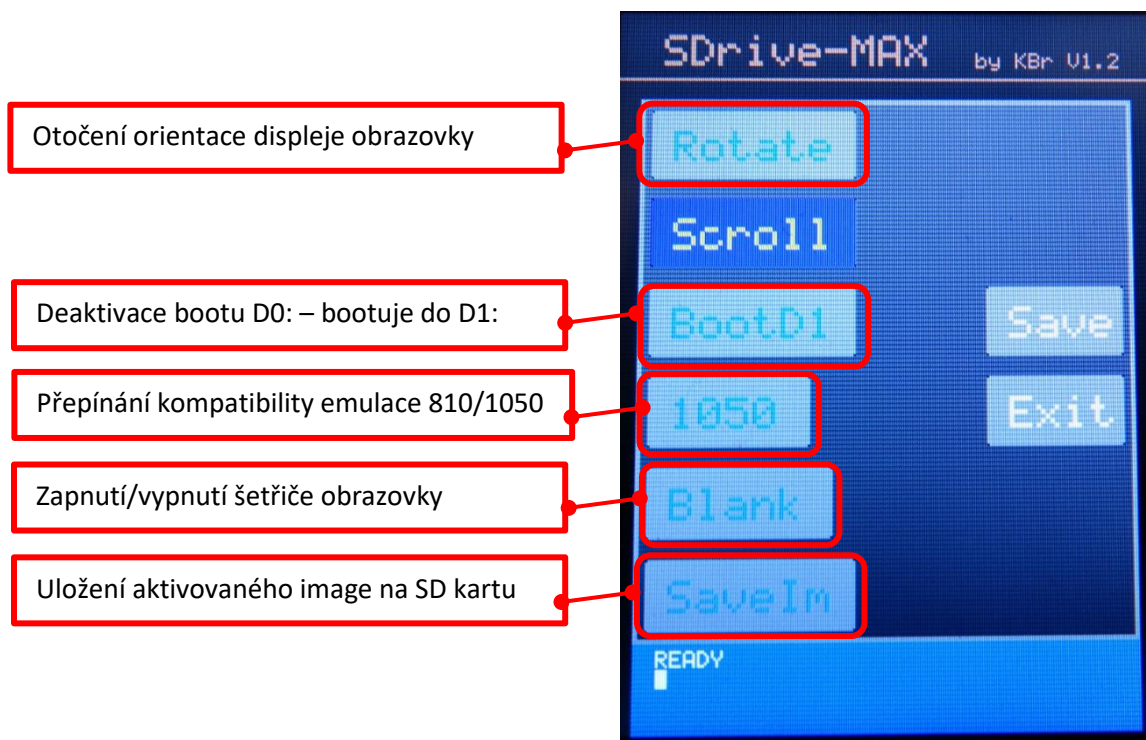 SDrive-MAX by KBr V1.2
Otočení orientace displeje obrazovky
Rotate
Scroll
Deaktivace bootu D0: – bootuje do D1:
BootD1
Save
Přepínání kompatibility emulace 810/1050
1050
Exit
Zapnutí/vypnutí šetřiče obrazovky
Blank
Uložení aktivovaného image na SD kartu
SaveIm
READY